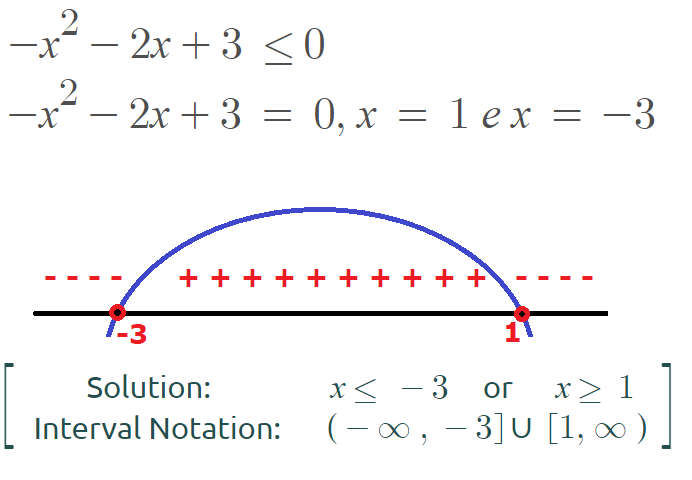 −x² − 2x + 3 ≤ 0
−x² − 2x + 3 = 0, x = 1 e x = −3
- - - - + + + + + + + + + + - - - -
-3 1
Solution: x ≤ −3 or x ≥ 1
Interval Notation: (−∞, −3] ∪ [1, ∞)